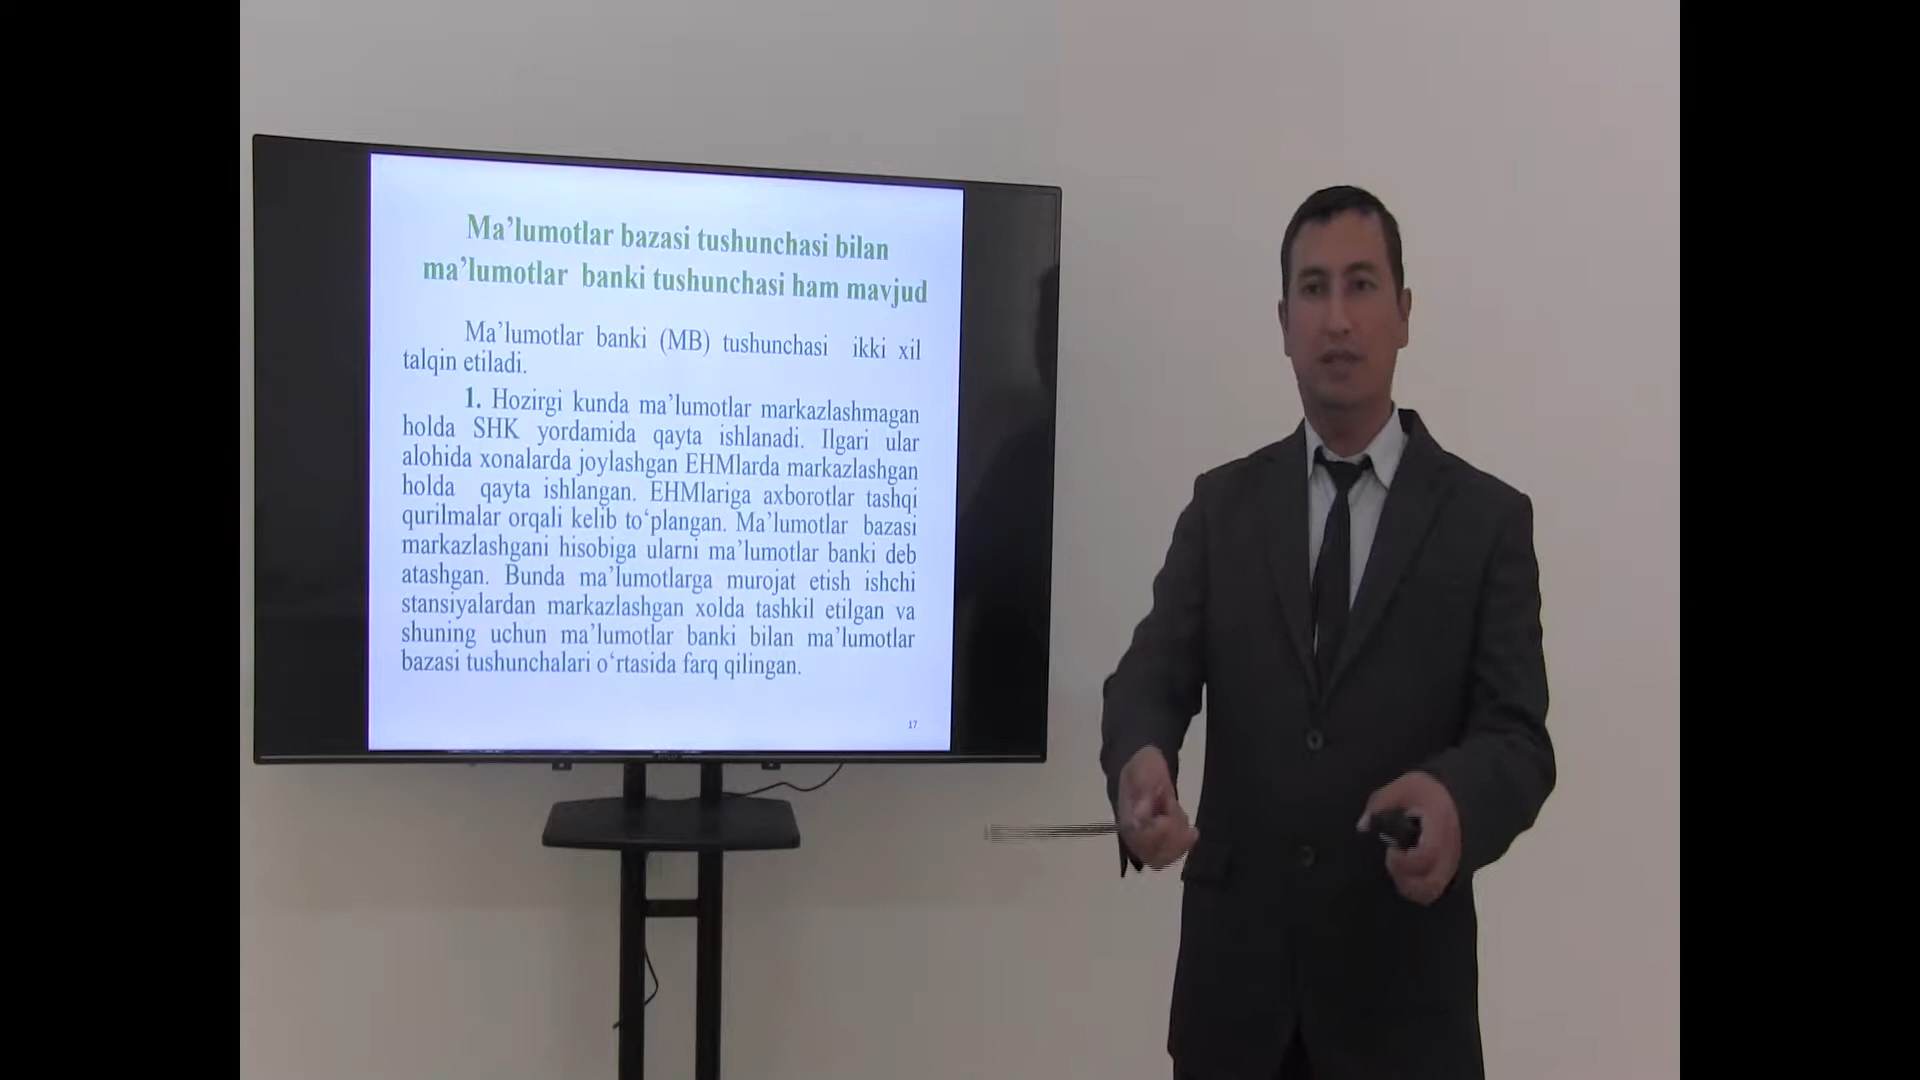 Ma’lumotlar bazasi tushunchasi bilan
ma’lumotlar banki tushunchasi ham mavjud
Ma’lumotlar banki (MB) tushunchasi ikki xil
talqin etiladi.
1. Hozirgi kunda ma’lumotlar markazlashmagan
holda SHK yordamida qayta ishlanadi. Ilgari ular
alohida xonalarda joylashgan EHMlarda markazlashgan
holda qayta ishlangan. EHMlariga axborotlar tashqi
qurilmalar orqali kelib to‘plangan. Ma’lumotlar bazasi
markazlashgani hisobiga ularni ma’lumotlar banki deb
atashgan. Bunda ma’lumotlarga murojat etish ishchi
stansiyalardan markazlashgan xolda tashkil etilgan va
shuning uchun ma’lumotlar banki bilan ma’lumotlar
bazasi tushunchalari o‘rtasida farq qilingan.
17